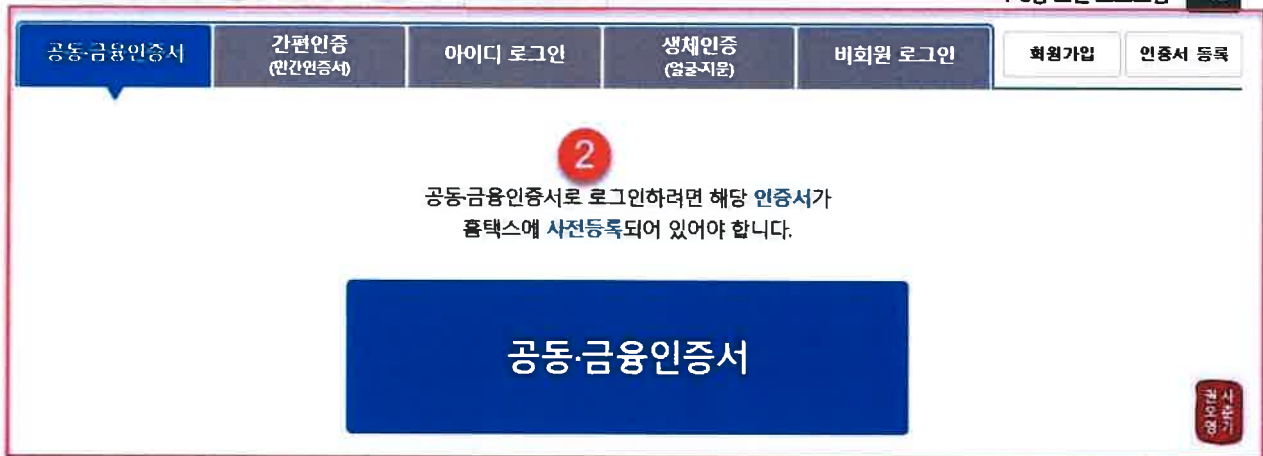 공동·금융인증서
간편인증
(민간인증서)
아이디 로그인
생체인증
(얼굴·지문)
비회원 로그인
회원가입
인증서 등록
2
공동·금융인증서로 로그인하려면 해당 인증서가
홈택스에 사전등록되어 있어야 합니다.
공동·금융인증서